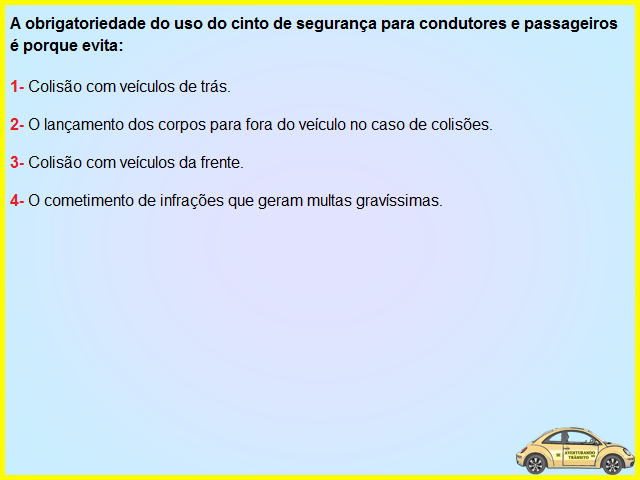 A obrigatoriedade do uso do cinto de segurança para condutores e passageiros
é porque evita:
1- Colisão com veículos de trás.
2- O lançamento dos corpos para fora do veículo no caso de colisões.
3- Colisão com veículos da frente.
4- O cometimento de infrações que geram multas gravíssimas.
AVENTURANDO
TRÂNSITO